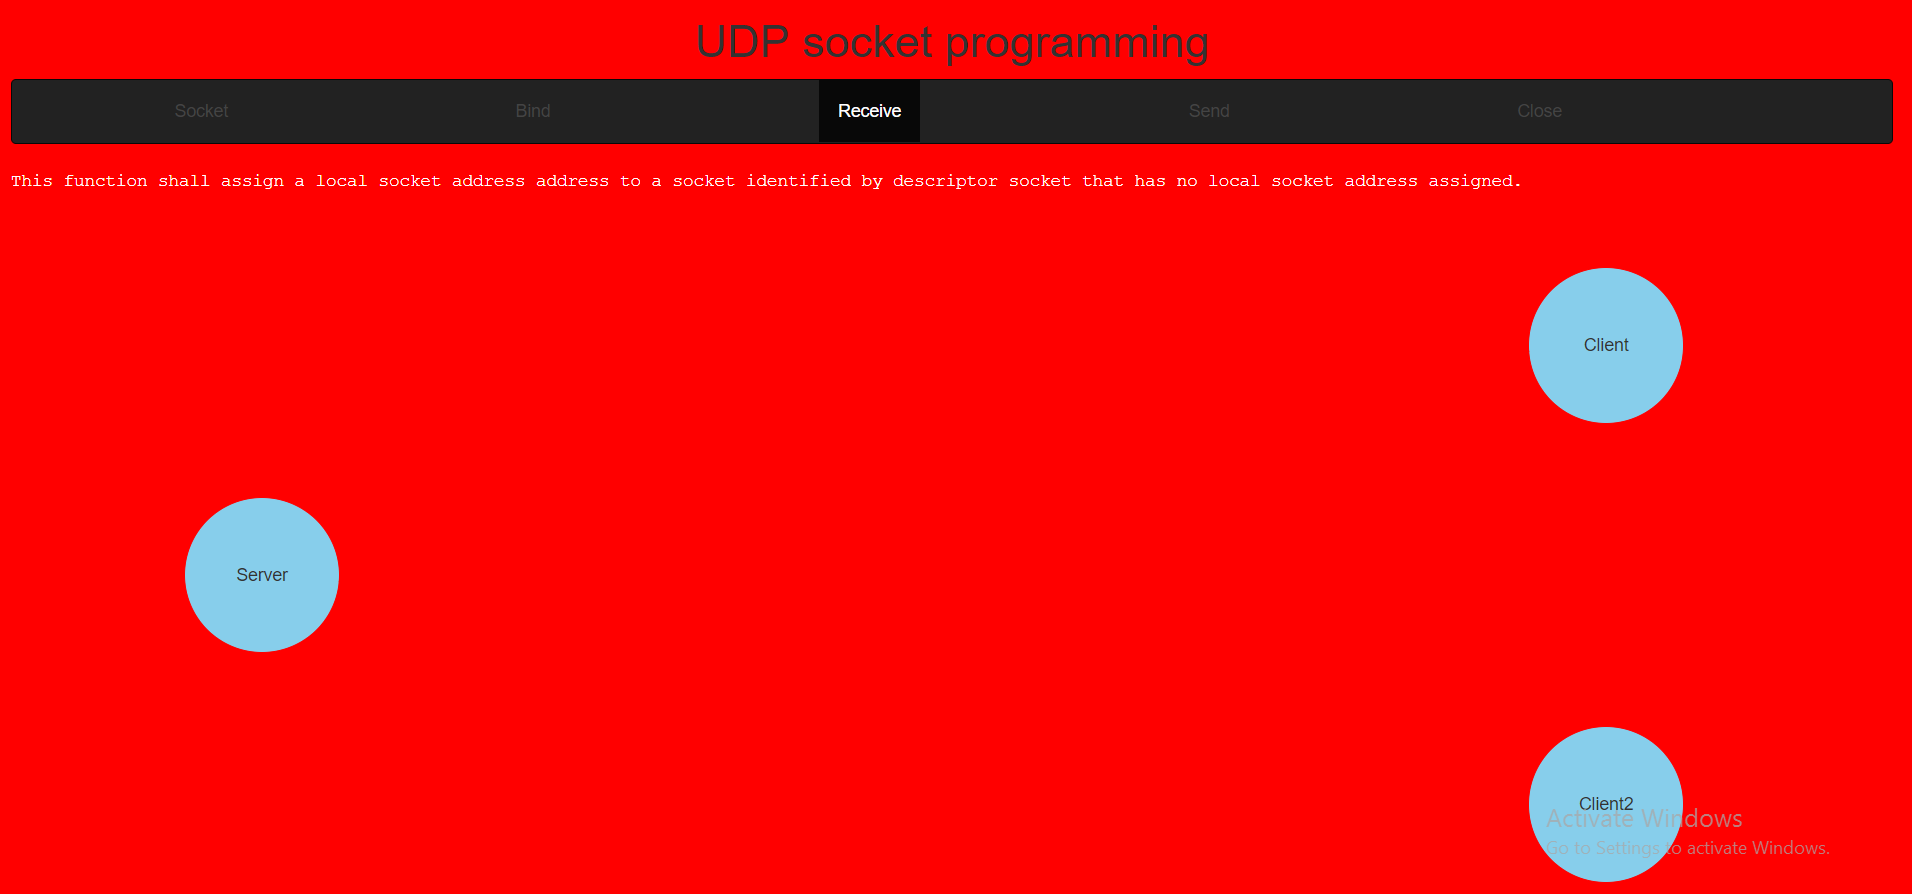 UDP socket programming
Socket Bind Receive Send Close
This function shall assign a local socket address address to a socket identified by descriptor socket that has no local socket address assigned.
Client
Server
Client2
Activate Windows
Go to Settings to activate Windows.